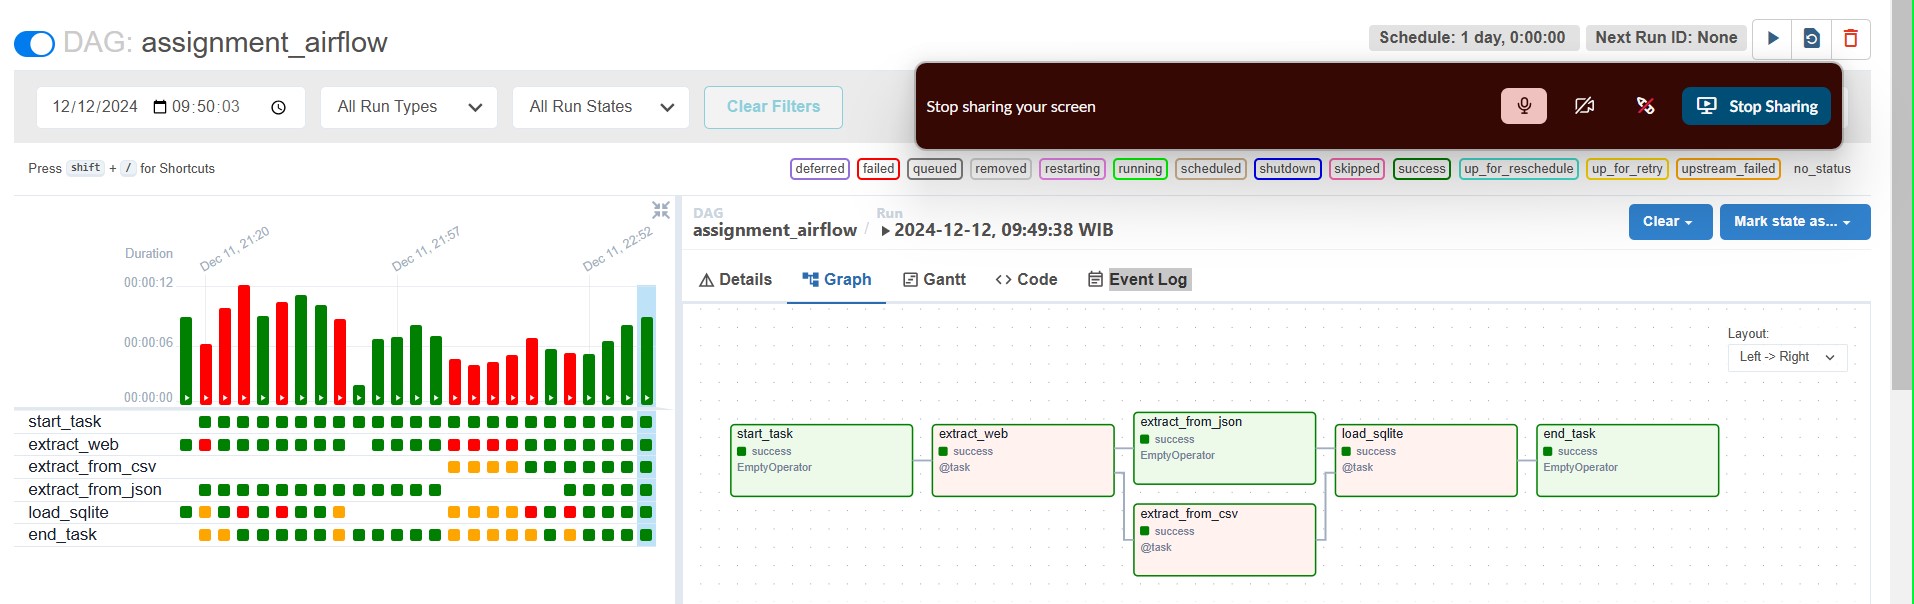 DAG: assignment_airflow
Schedule: 1 day, 0:00:00
Next Run ID: None
12/12/2024 09:50:03
All Run Types
All Run States
Clear Filters
Stop sharing your screen
Stop Sharing
Press shift + / for Shortcuts
deferred failed queued removed restarting running scheduled shutdown skipped success up_for_reschedule up_for_retry upstream_failed no_status
Duration
Dec 11, 21:20
Dec 11, 21:57
Dec 11, 22:52
00:00:12
00:00:06
00:00:00
start_task
extract_web
extract_from_csv
extract_from_json
load_sqlite
end_task
DAG
assignment_airflow
/
Run
2024-12-12, 09:49:38 WIB
Clear
Mark state as...
Details
Graph
Gantt
Code
Event Log
Layout:
Left -> Right
start_task
success
EmptyOperator
extract_web
success
@task
extract_from_json
success
EmptyOperator
extract_from_csv
success
@task
load_sqlite
success
@task
end_task
success
EmptyOperator